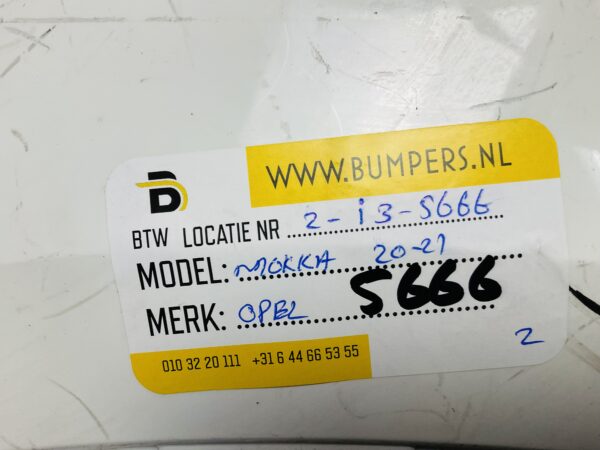 WWW.BUMPERS.NL
BTW LOCATIE NR 2-i3-S666
MODEL: MOKKA 20-21
MERK: OPEL S666
010 32 20 111 +31 6 44 66 53 55
2